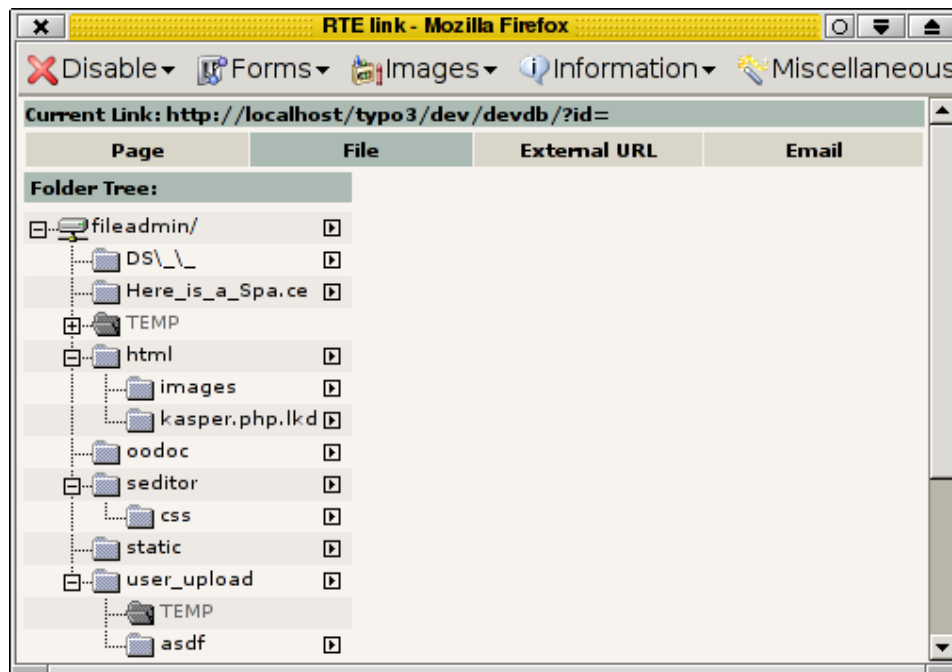 RTE link - Mozilla Firefox
Disable Forms Images Information Miscellaneous
Current Link: http://localhost/typo3/dev/devdb/?id=
Page File External URL Email
Folder Tree:
fileadmin/
DS\_\_
Here_is_a_Spa.ce
TEMP
html
images
kasper.php.lkd
oodoc
seditor
css
static
user_upload
TEMP
asdf